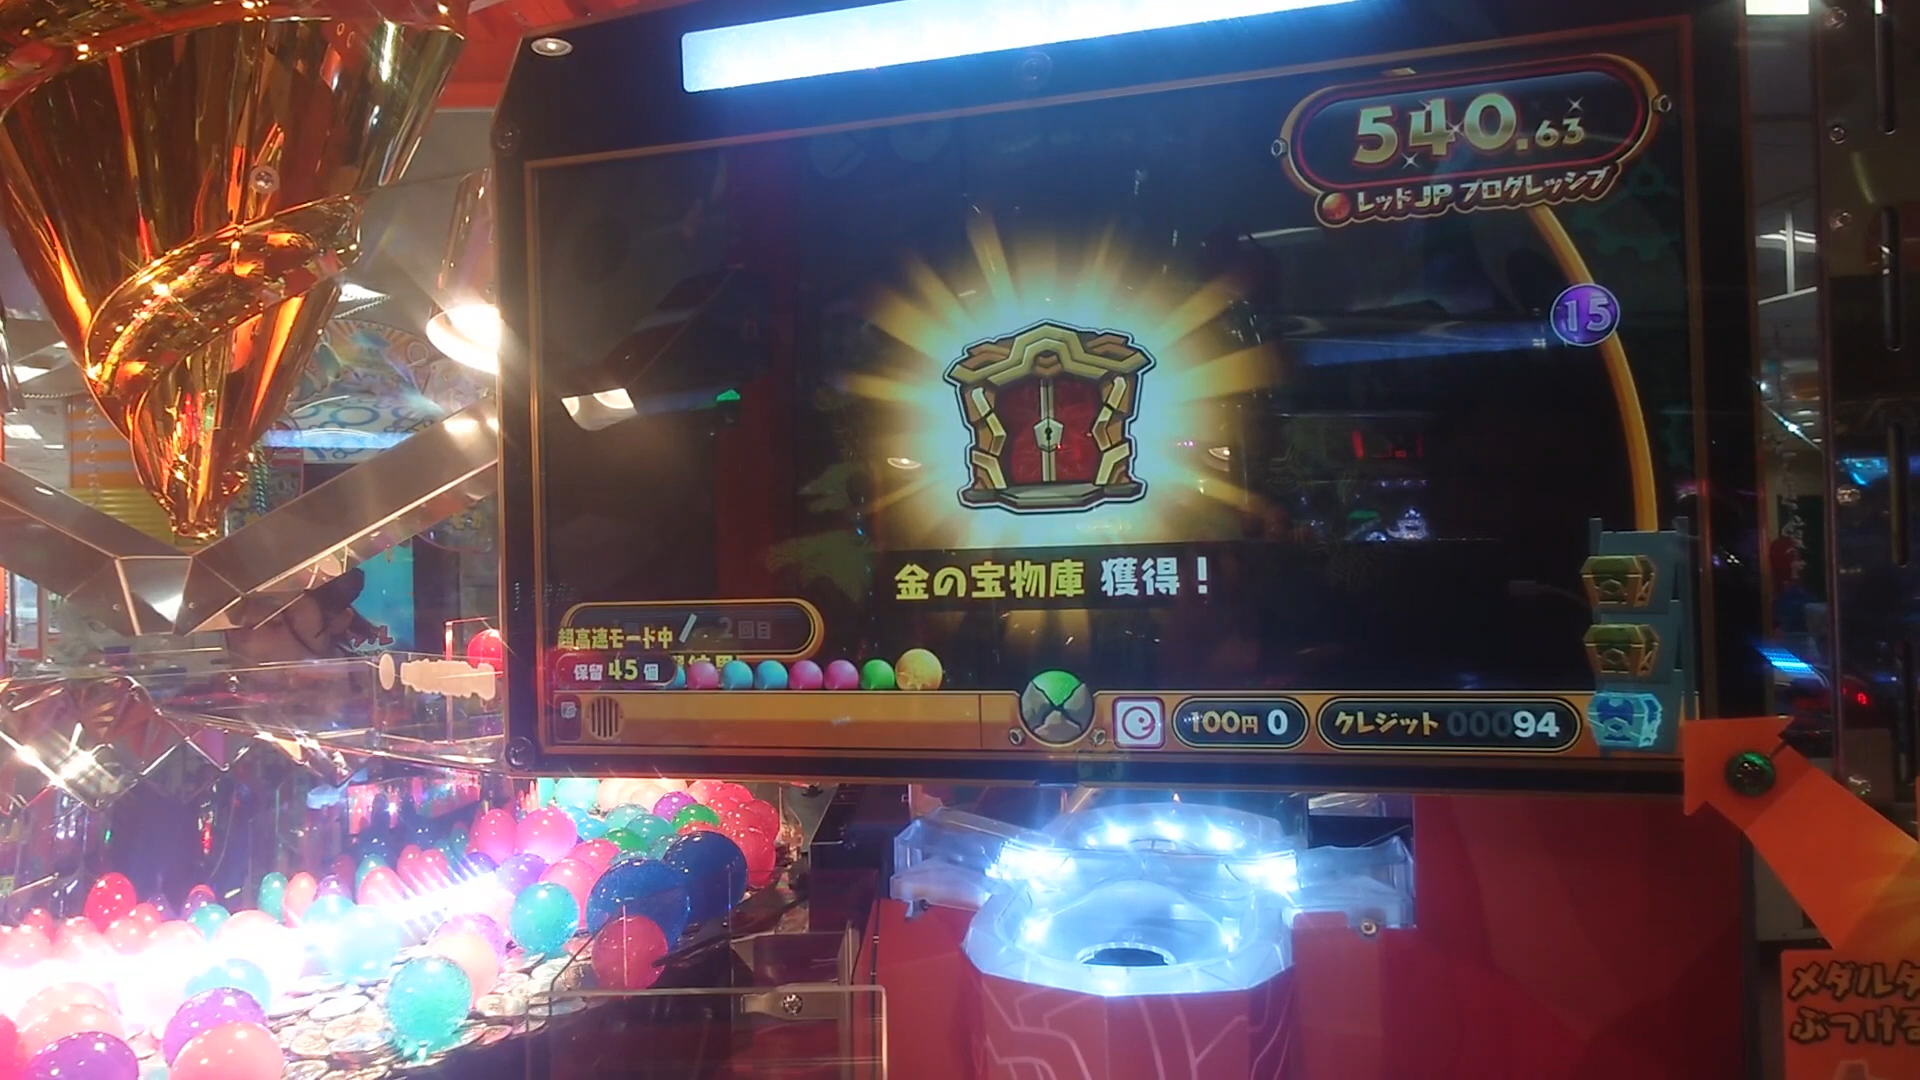 540.63
レッドJP プログレッシブ
15
金の宝物庫 獲得！
2回目
超高速モード中
保留45個
100円 0
クレジット 00094
メダルタ
ぶつける